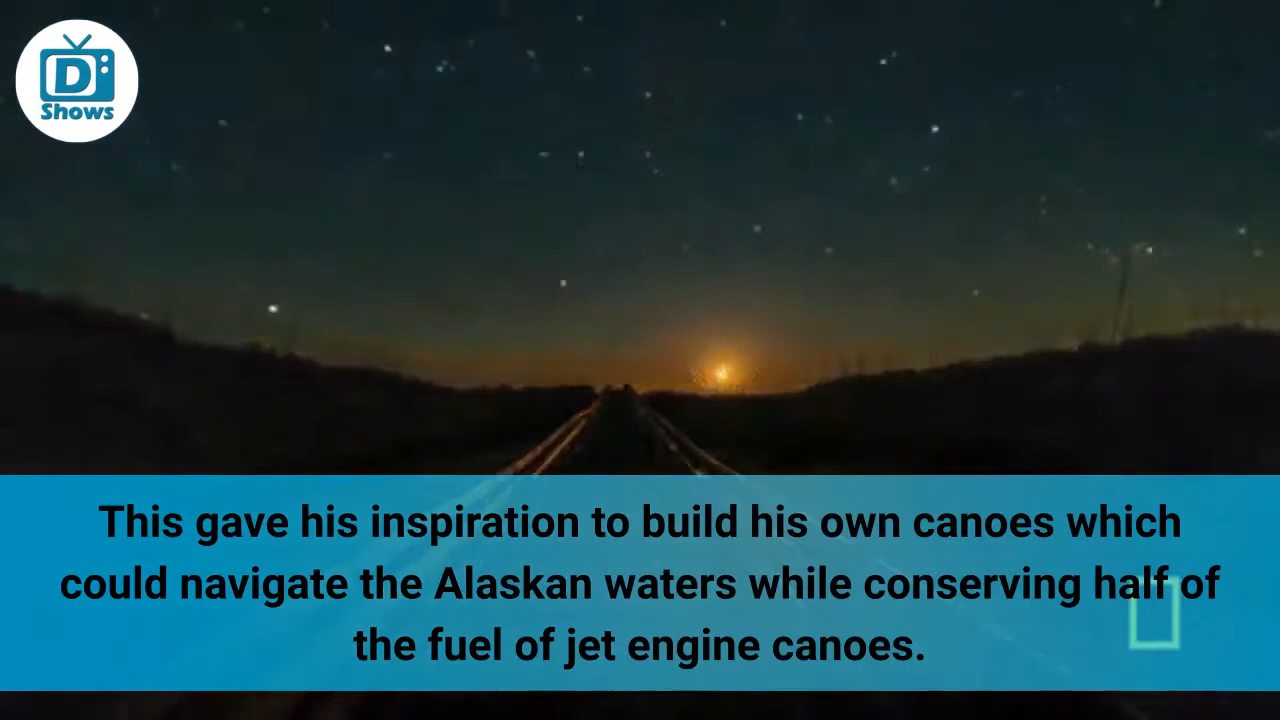 D
Shows
This gave his inspiration to build his own canoes which
could navigate the Alaskan waters while conserving half of
the fuel of jet engine canoes.